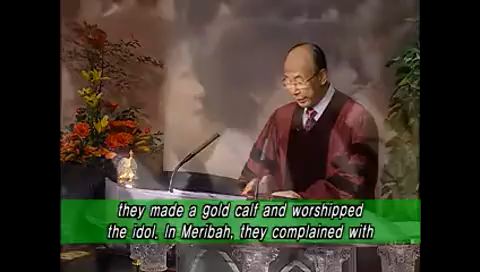 they made a gold calf and worshipped
the idol. In Meribah, they complained with